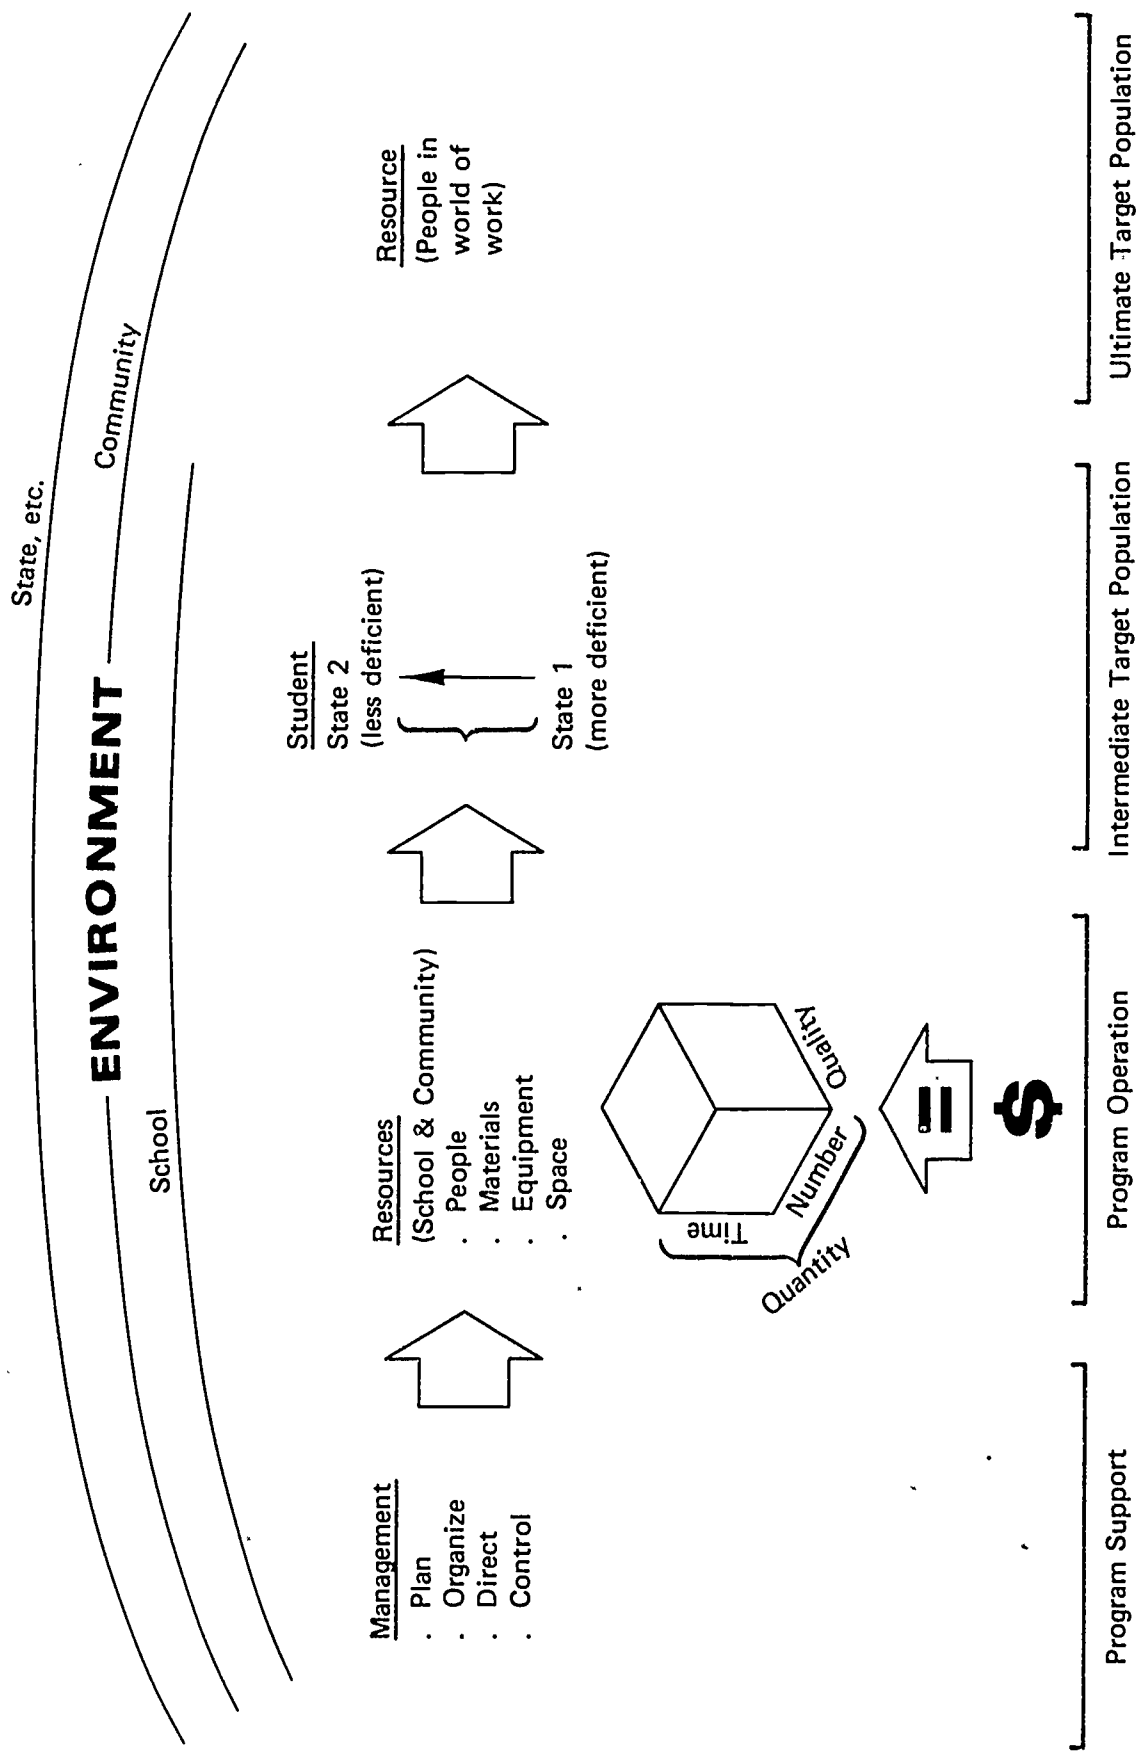 State, etc.
ENVIRONMENT
Community
School
Management
. Plan
. Organize
. Direct
. Control
Resources
(School & Community)
. People
. Materials
. Equipment
. Space
Time
Number
Quality
Quantity
=
$
Student
State 2
(less deficient)
State 1
(more deficient)
Resource
(People in
world of
work)
Program Support
Program Operation
Intermediate Target Population
Ultimate Target Population